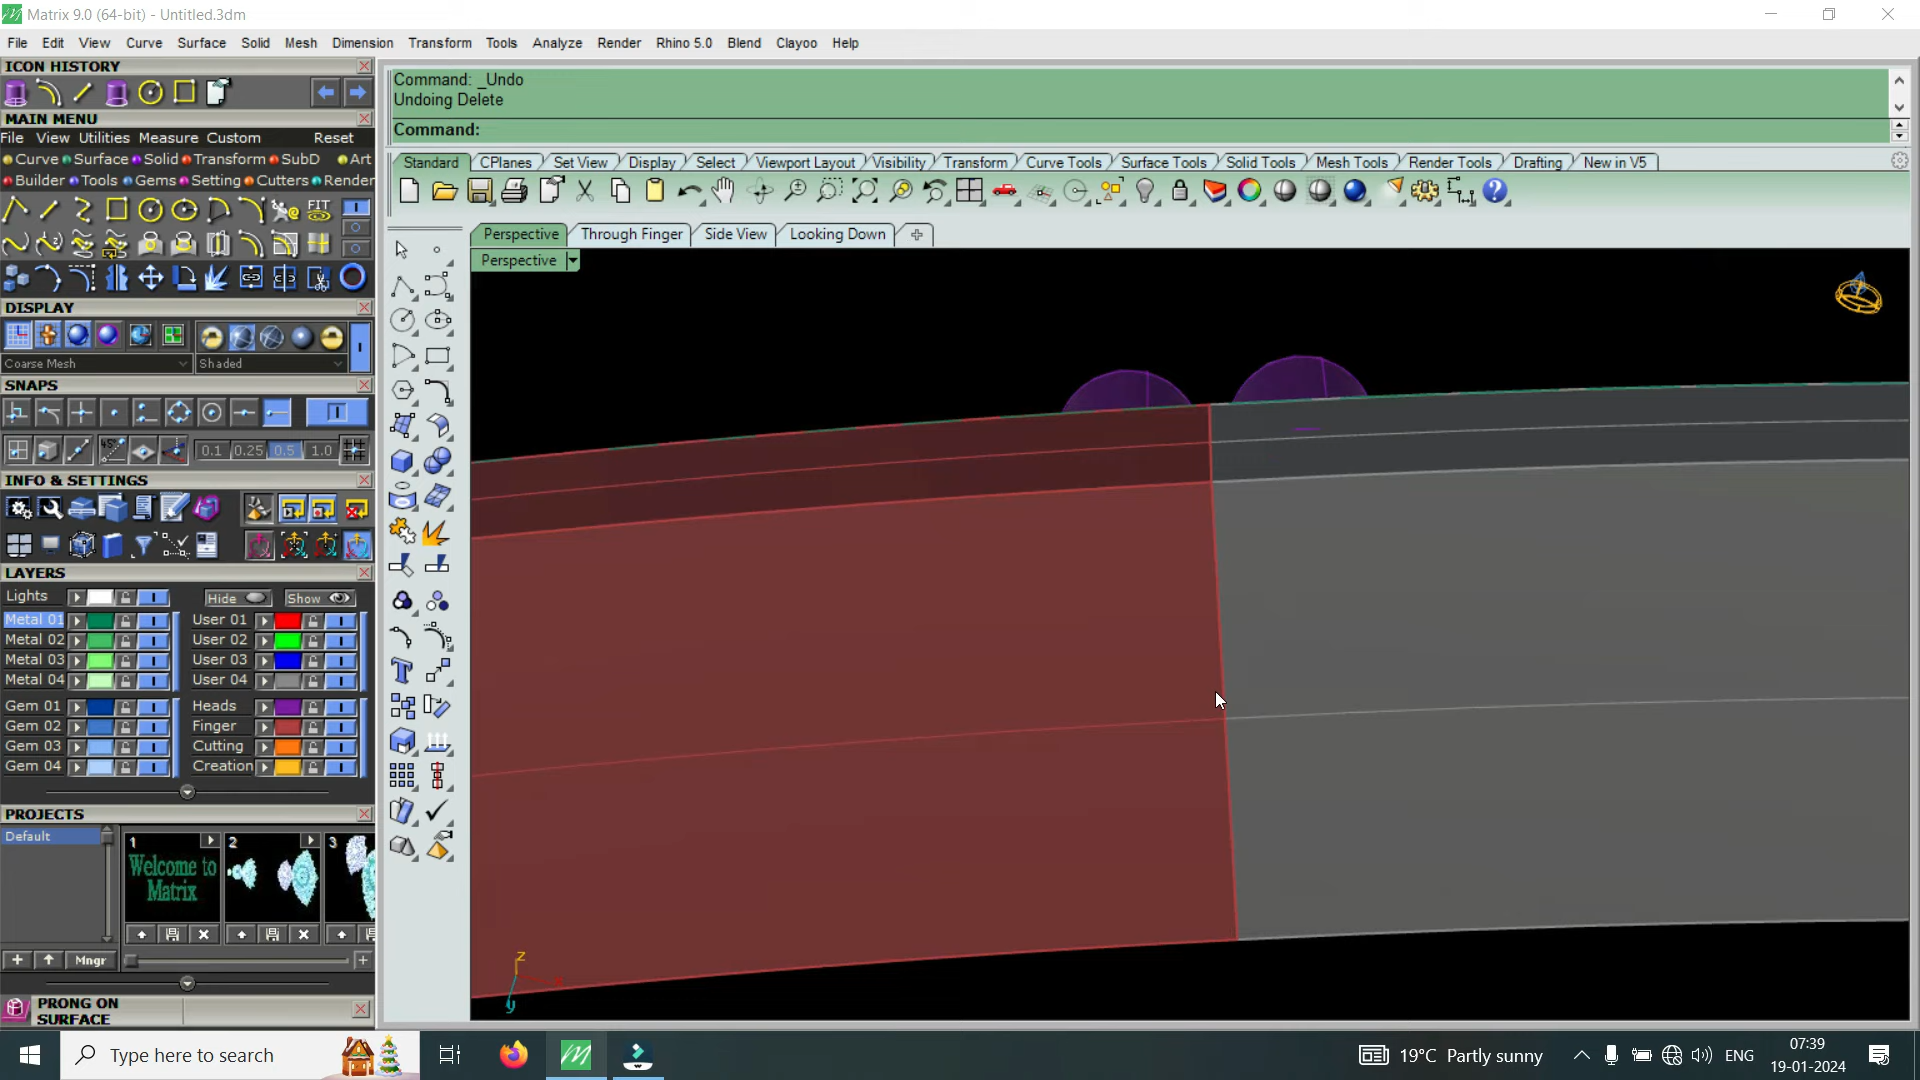 Matrix 9.0 (64-bit) - Untitled.3dm
File Edit View Curve Surface Solid Mesh Dimension Transform Tools Analyze Render Rhino 5.0 Blend Clayoo Help
ICON HISTORY
Command: _Undo
Undoing Delete
Command:
MAIN MENU
File View Utilities Measure Custom Reset
Curve Surface Solid Transform SubD Art
Builder Tools Gems Setting Cutters Render
Standard CPlanes Set View Display Select Viewport Layout Visibility Transform Curve Tools Surface Tools Solid Tools Mesh Tools Render Tools Drafting New in V5
FIT
Perspective Through Finger Side View Looking Down
Perspective
DISPLAY
Coarse Mesh Shaded
SNAPS
0.1 0.25 0.5 1.0
INFO & SETTINGS
LAYERS
Lights Hide Show
Metal 01 User 01
Metal 02 User 02
Metal 03 User 03
Metal 04 User 04
Gem 01 Heads
Gem 02 Finger
Gem 03 Cutting
Gem 04 Creation
PROJECTS
Default
1 2 3
Welcome to
Matrix
Mngr
PRONG ON
SURFACE
z
x
y
Type here to search
19°C Partly sunny
ENG
07:39
19-01-2024